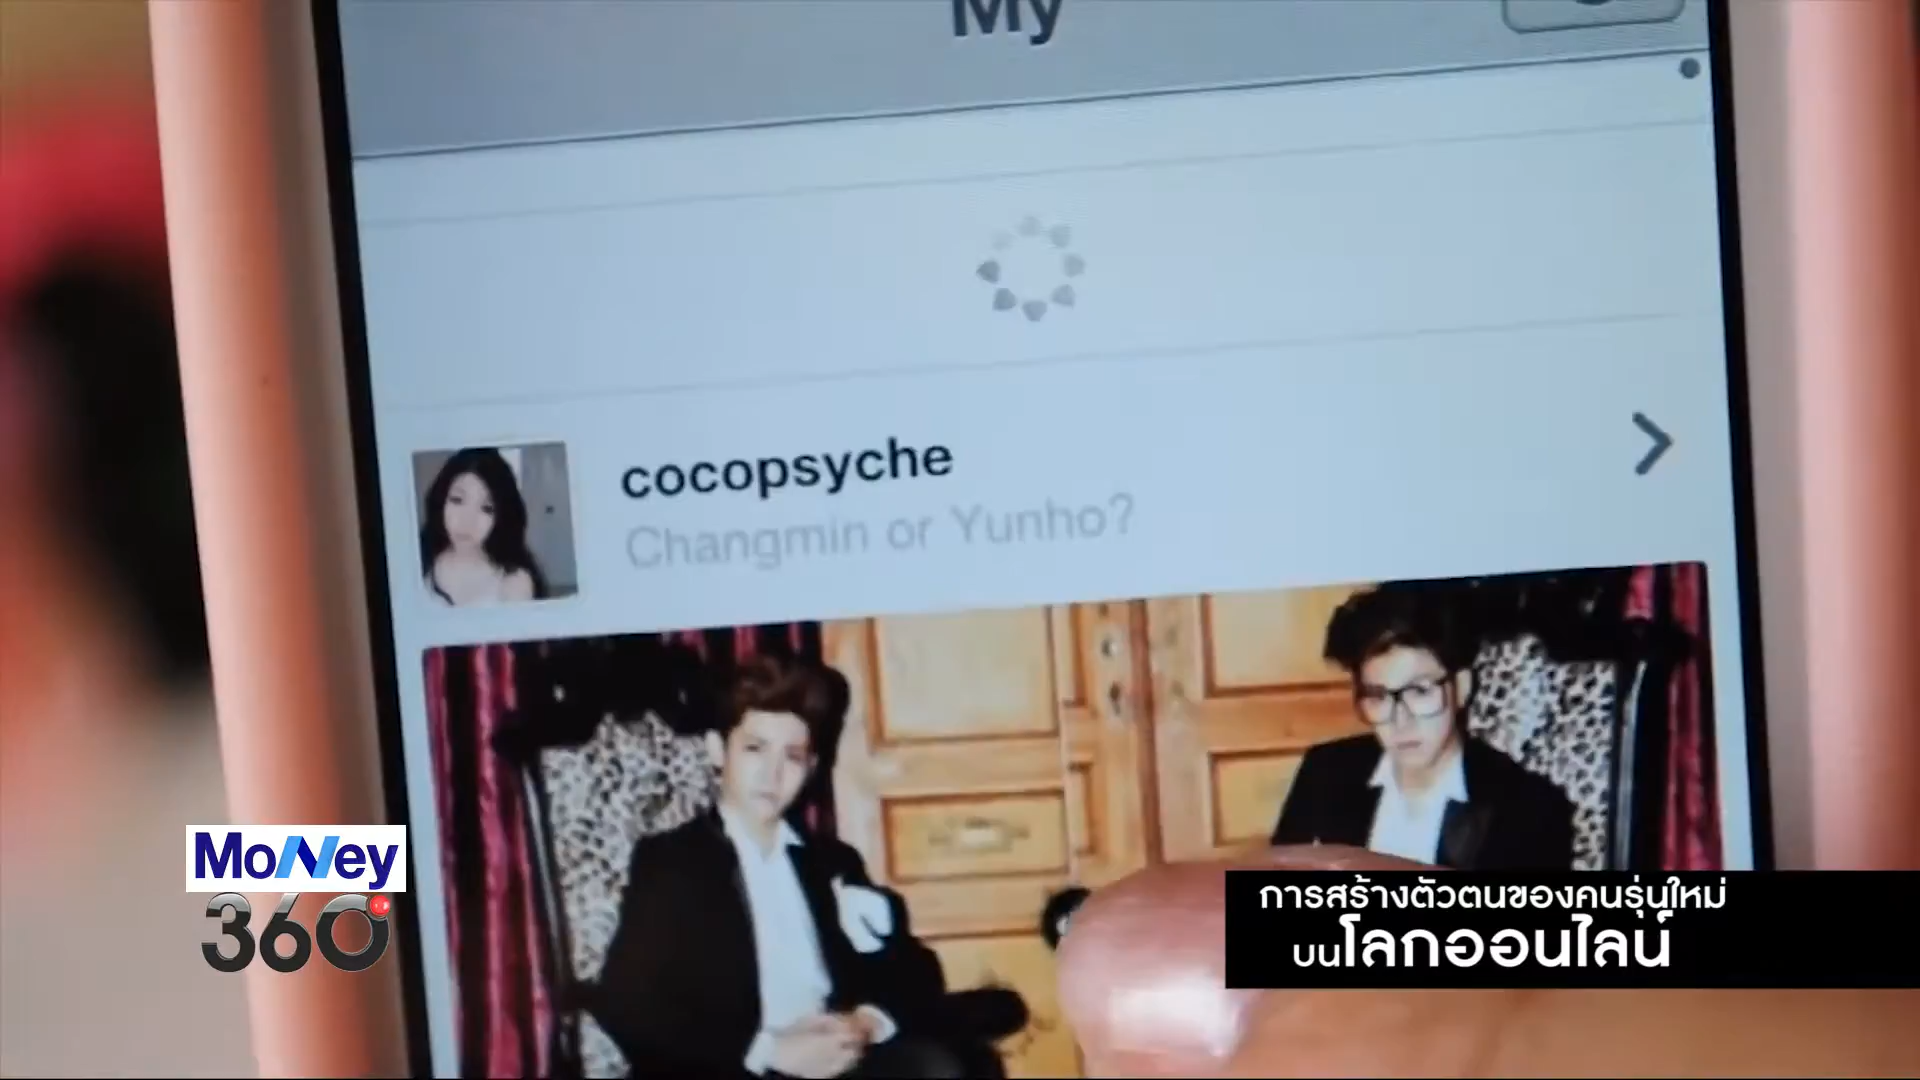 My
cocopsyche
Changmin or Yunho?
Money
360
การสร้างตัวตนของคนรุ่นใหม่
บนโลกออนไลน์